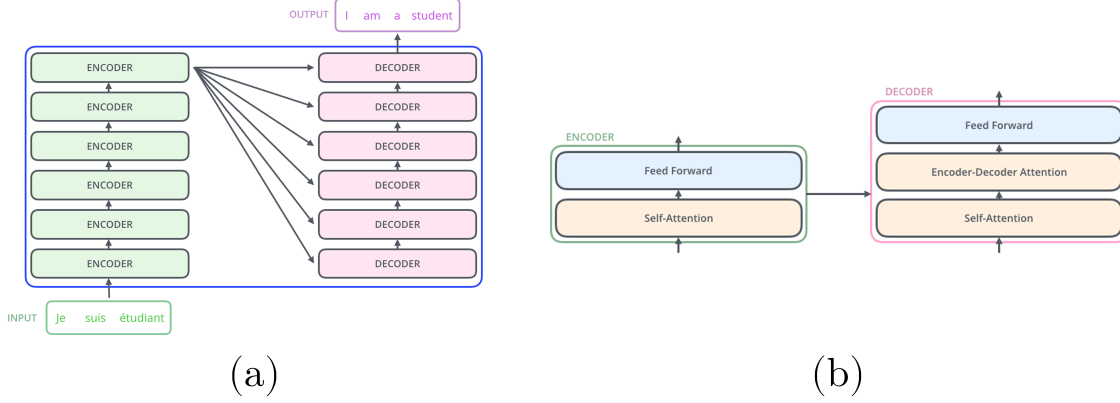 OUTPUT
I am a student
ENCODER
ENCODER
ENCODER
ENCODER
ENCODER
ENCODER
DECODER
DECODER
DECODER
DECODER
DECODER
DECODER
INPUT
Je suis étudiant
(a)
ENCODER
Feed Forward
Self-Attention
DECODER
Feed Forward
Encoder-Decoder Attention
Self-Attention
(b)